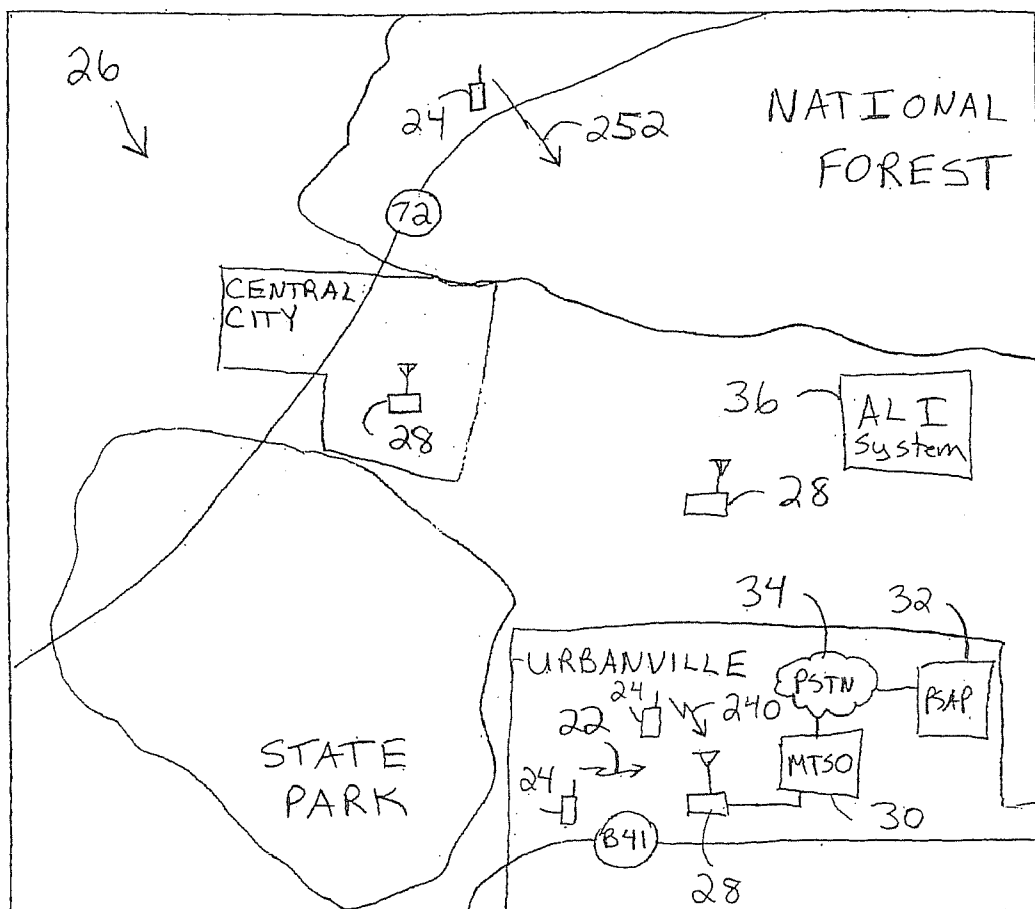 26
24
252
NATIONAL
FOREST
72
CENTRAL
CITY
28
36
ALI
System
28
34
32
URBANVILLE
PSTN
PSAP
24
240
22
MTSO
24
STATE
PARK
30
B41
28